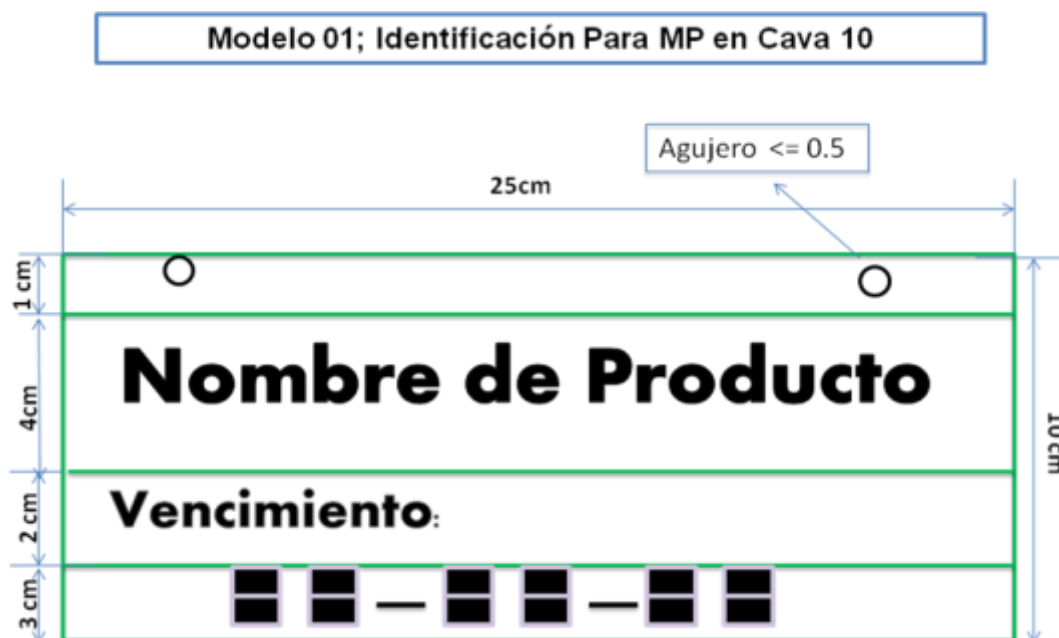 Modelo 01; Identificación Para MP en Cava 10
Agujero <= 0.5
25cm
1 cm
Nombre de Producto
4cm
10cm
Vencimiento:
2 cm
3 cm